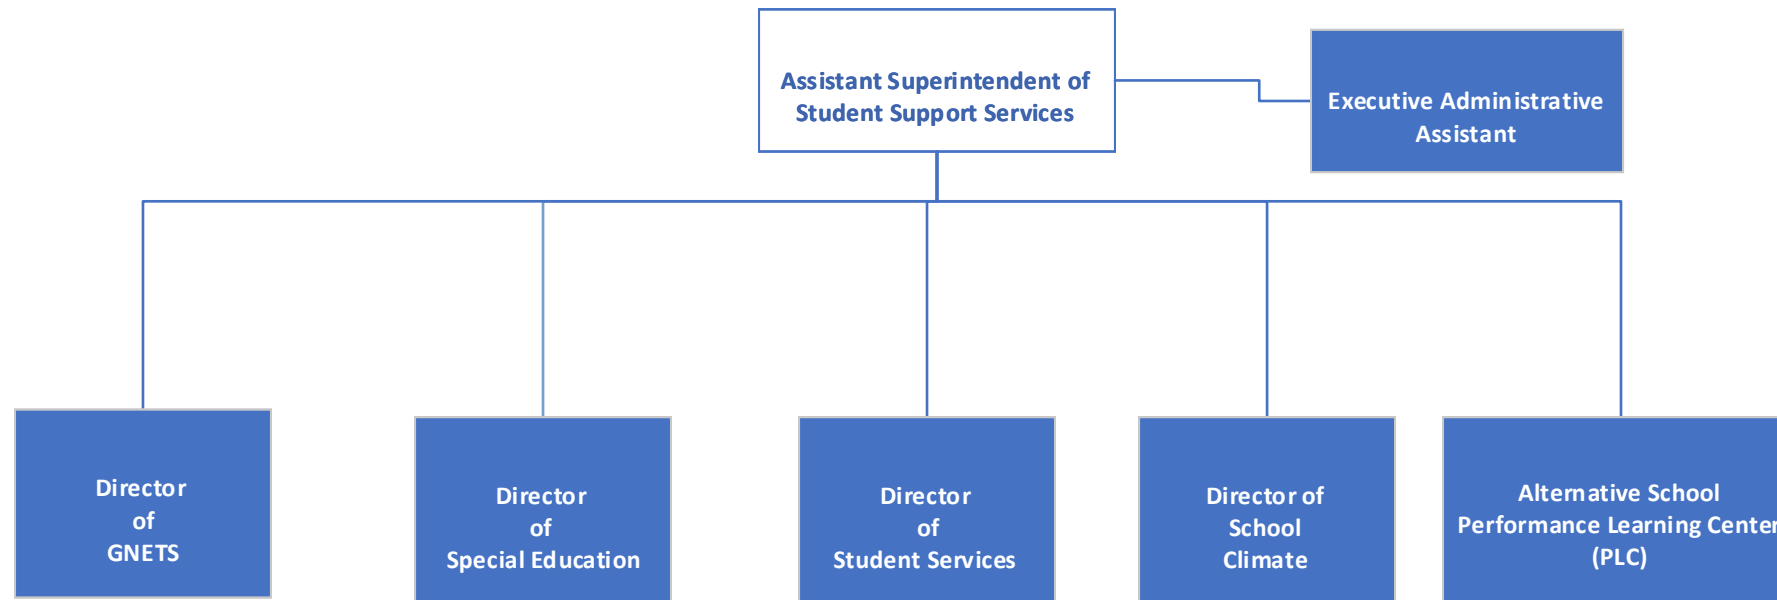 Assistant Superintendent of
Student Support Services
Executive Administrative
Assistant
Director
of
GNETS
Director
of
Special Education
Director
of
Student Services
Director of
School
Climate
Alternative School
Performance Learning Center
(PLC)